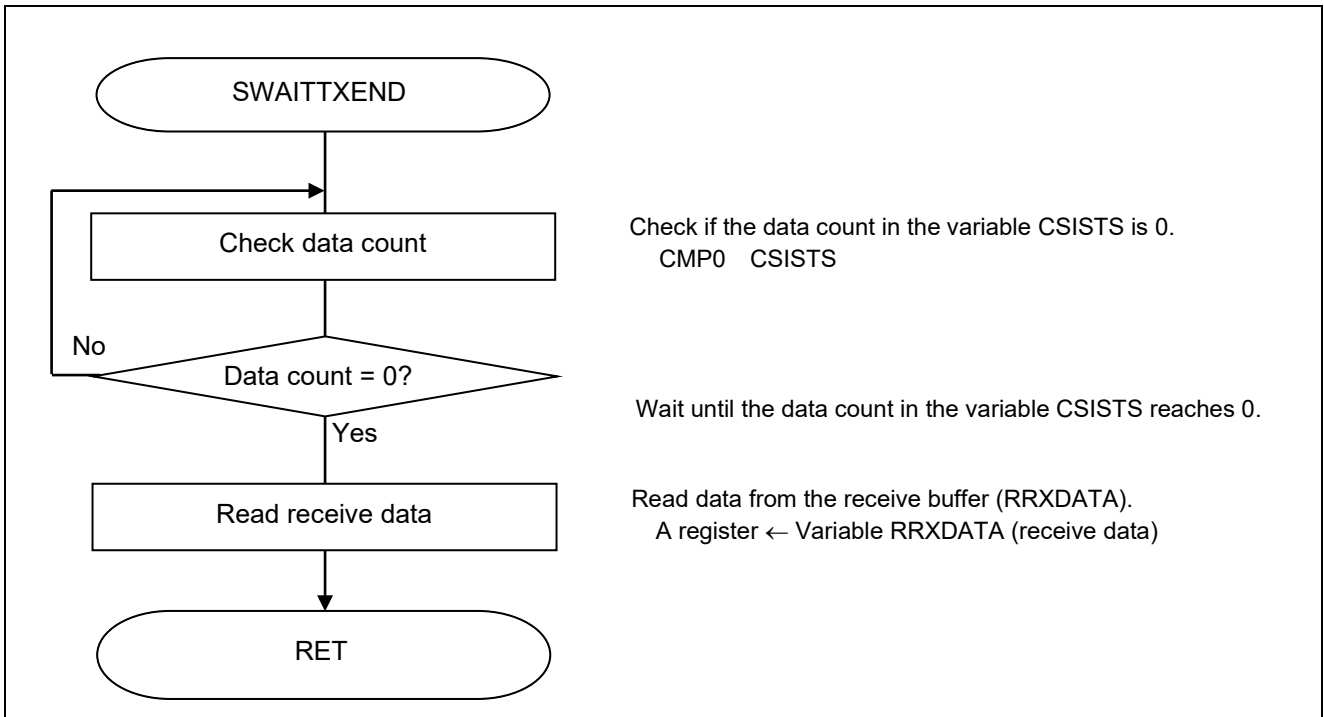 SWAITTXEND
Check data count
Check if the data count in the variable CSISTS is 0.
CMP0 CSISTS
No
Data count = 0?
Wait until the data count in the variable CSISTS reaches 0.
Yes
Read receive data
Read data from the receive buffer (RRXDATA).
A register ← Variable RRXDATA (receive data)
RET